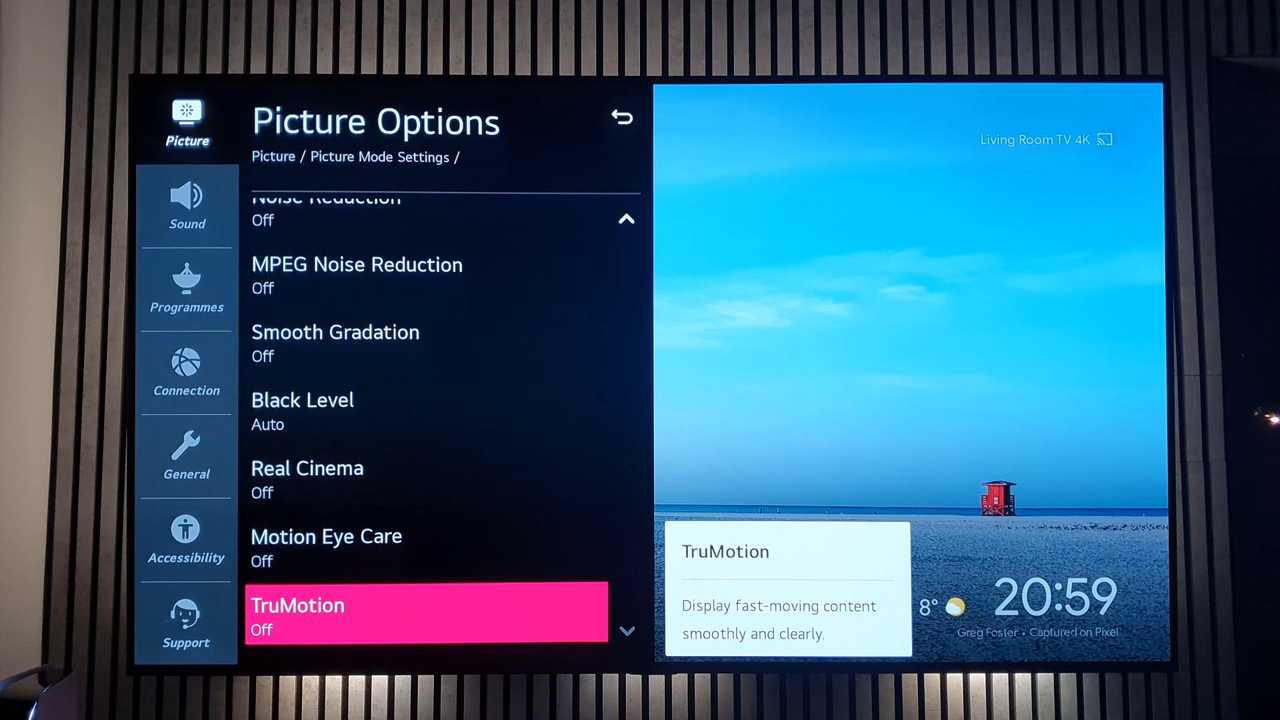 Picture
Sound
Programmes
Connection
General
Accessibility
Support
Picture Options
Picture / Picture Mode Settings /
Noise Reduction
Off
MPEG Noise Reduction
Off
Smooth Gradation
Off
Black Level
Auto
Real Cinema
Off
Motion Eye Care
Off
TruMotion
Off
Living Room TV 4K
TruMotion
Display fast-moving content
smoothly and clearly.
8° 20:59
Greg Foster • Captured on Pixel